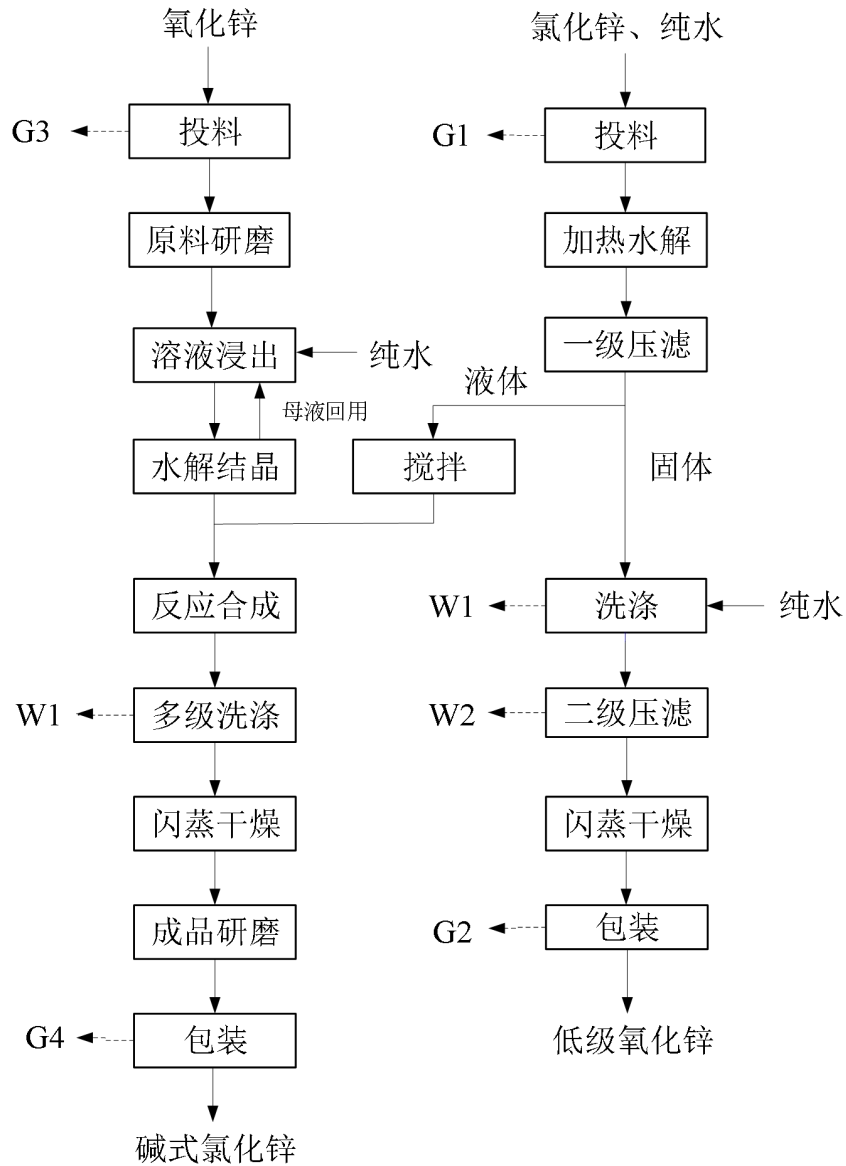 氧化锌
氯化锌、纯水
G3
投料
G1
投料
原料研磨
加热水解
溶液浸出
纯水
一级压滤
液体
母液回用
水解结晶
搅拌
固体
反应合成
W1
洗涤
纯水
W1
多级洗涤
W2
二级压滤
闪蒸干燥
闪蒸干燥
成品研磨
G2
包装
G4
包装
低级氧化锌
碱式氯化锌